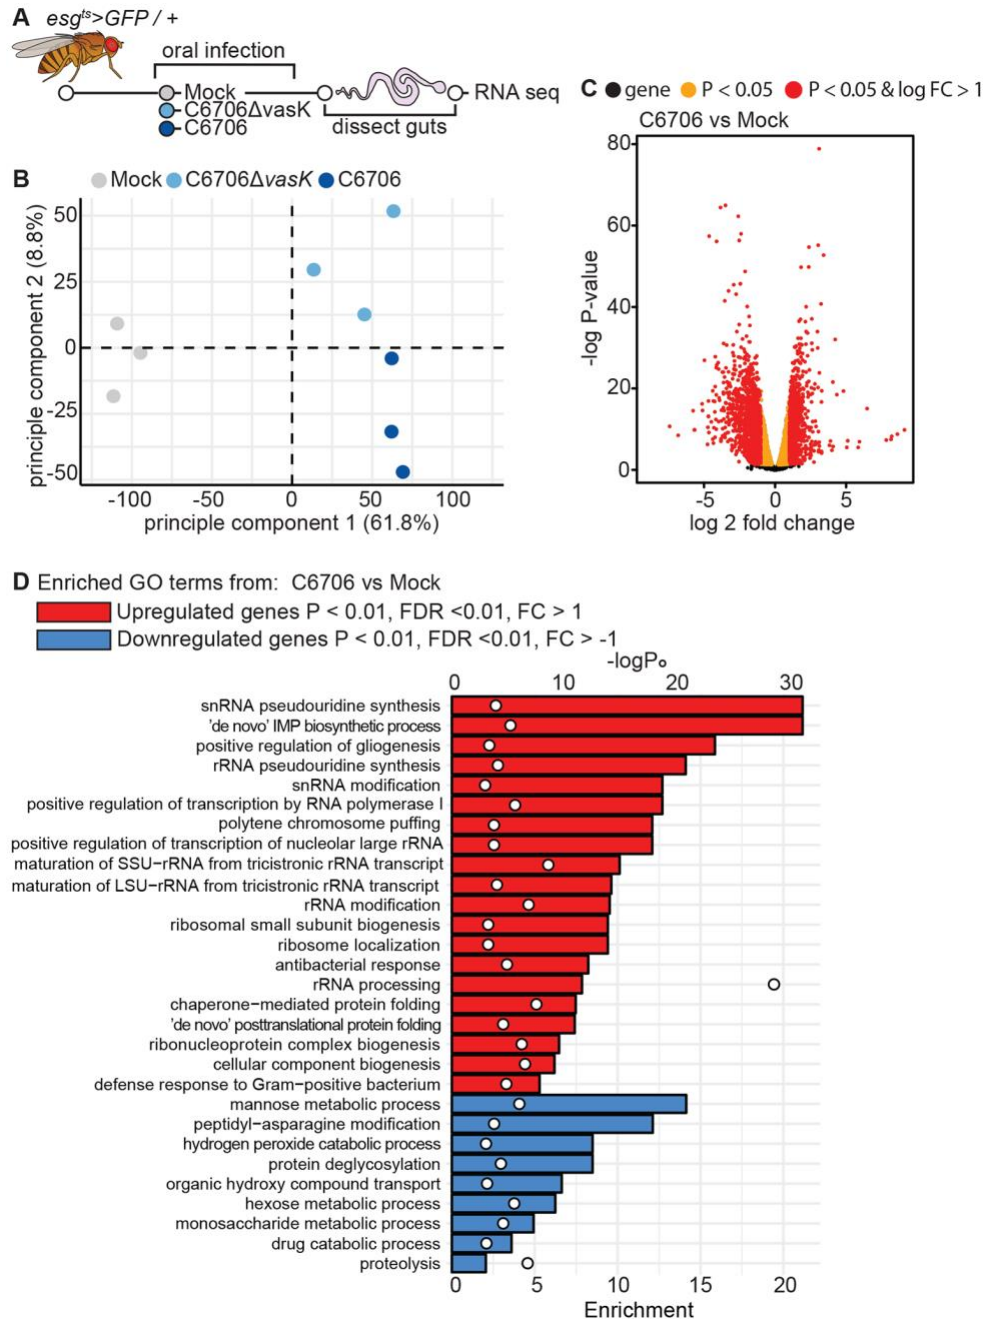 A esgts>GFP / +
oral infection
Mock
C6706ΔvasK
C6706
RNA seq
dissect guts
B
Mock C6706ΔvasK C6706
principle component 2 (8.8%)
50
25
0
-25
-50
-100 -50 0 50 100
principle component 1 (61.8%)
C gene P < 0.05 P < 0.05 & log FC > 1
C6706 vs Mock
-log P-value
80
60
40
20
0
-5 0 5
log 2 fold change
D Enriched GO terms from: C6706 vs Mock
Upregulated genes P < 0.01, FDR <0.01, FC > 1
Downregulated genes P < 0.01, FDR <0.01, FC > -1
-logP
0 10 20 30
snRNA pseudouridine synthesis
'de novo' IMP biosynthetic process
positive regulation of gliogenesis
rRNA pseudouridine synthesis
snRNA modification
positive regulation of transcription by RNA polymerase I
polytene chromosome puffing
positive regulation of transcription of nucleolar large rRNA
maturation of SSU−rRNA from tricistronic rRNA transcript
maturation of LSU−rRNA from tricistronic rRNA transcript
rRNA modification
ribosomal small subunit biogenesis
ribosome localization
antibacterial response
rRNA processing
chaperone−mediated protein folding
'de novo' posttranslational protein folding
ribonucleoprotein complex biogenesis
cellular component biogenesis
defense response to Gram−positive bacterium
mannose metabolic process
peptidyl−asparagine modification
hydrogen peroxide catabolic process
protein deglycosylation
organic hydroxy compound transport
hexose metabolic process
monosaccharide metabolic process
drug catabolic process
proteolysis
0 5 10 15 20
Enrichment